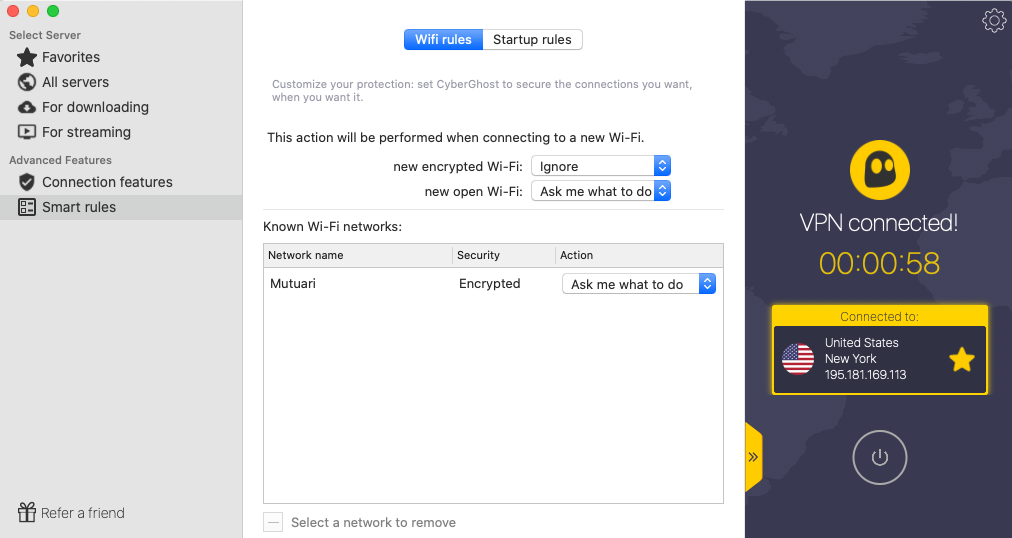 Select Server
Favorites
All servers
For downloading
For streaming
Advanced Features
Connection features
Smart rules
Refer a friend
Wifi rules
Startup rules
Customize your protection: set CyberGhost to secure the connections you want,
when you want it.
This action will be performed when connecting to a new Wi-Fi.
new encrypted Wi-Fi: Ignore
new open Wi-Fi: Ask me what to do
Known Wi-Fi networks:
Network name Security Action
Mutuari Encrypted Ask me what to do
Select a network to remove
VPN connected!
00:00:58
Connected to:
United States
New York
195.181.169.113